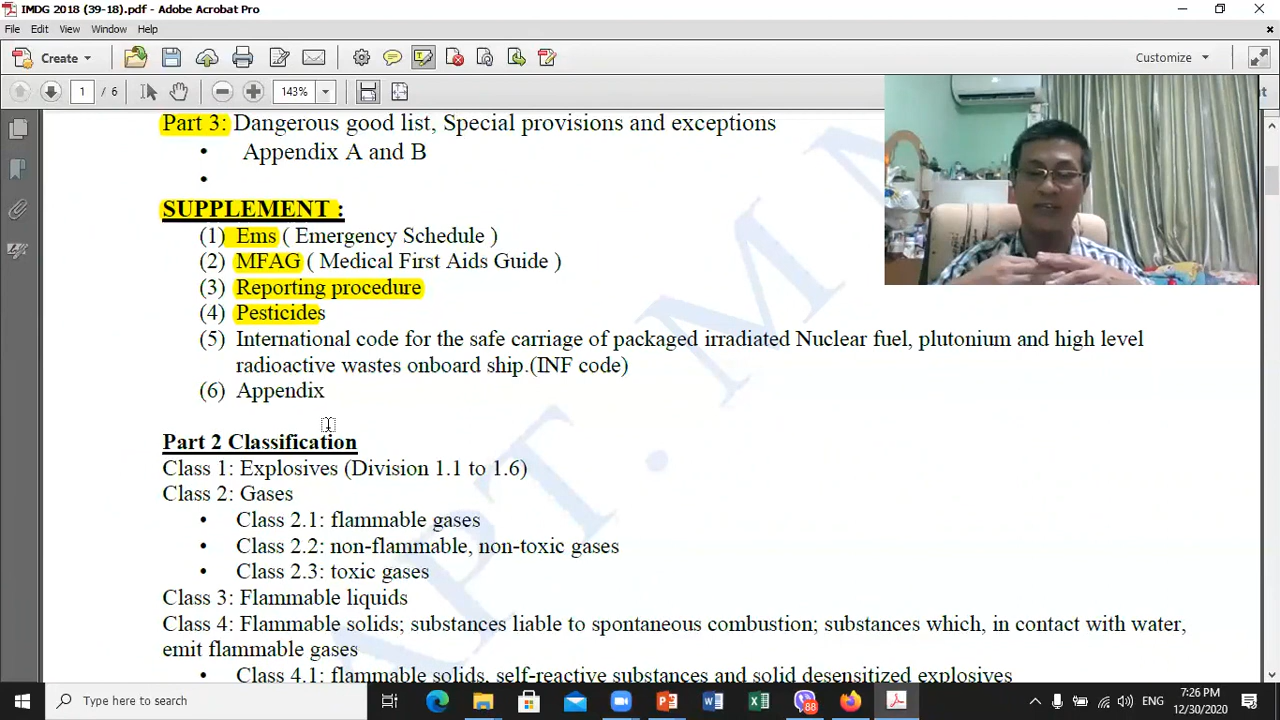 IMDG 2018 (39-18).pdf - Adobe Acrobat Pro
File Edit View Window Help
Create
Customize
1 / 6
143%
Part 3: Dangerous good list, Special provisions and exceptions
• Appendix A and B
•
SUPPLEMENT :
(1) Ems ( Emergency Schedule )
(2) MFAG ( Medical First Aids Guide )
(3) Reporting procedure
(4) Pesticides
(5) International code for the safe carriage of packaged irradiated Nuclear fuel, plutonium and high level
radioactive wastes onboard ship.(INF code)
(6) Appendix
Part 2 Classification
Class 1: Explosives (Division 1.1 to 1.6)
Class 2: Gases
• Class 2.1: flammable gases
• Class 2.2: non-flammable, non-toxic gases
• Class 2.3: toxic gases
Class 3: Flammable liquids
Class 4: Flammable solids; substances liable to spontaneous combustion; substances which, in contact with water,
emit flammable gases
• Class 4.1: flammable solids, self-reactive substances and solid desensitized explosives
APT. M
Type here to search
88
ENG
7:26 PM
12/30/2020